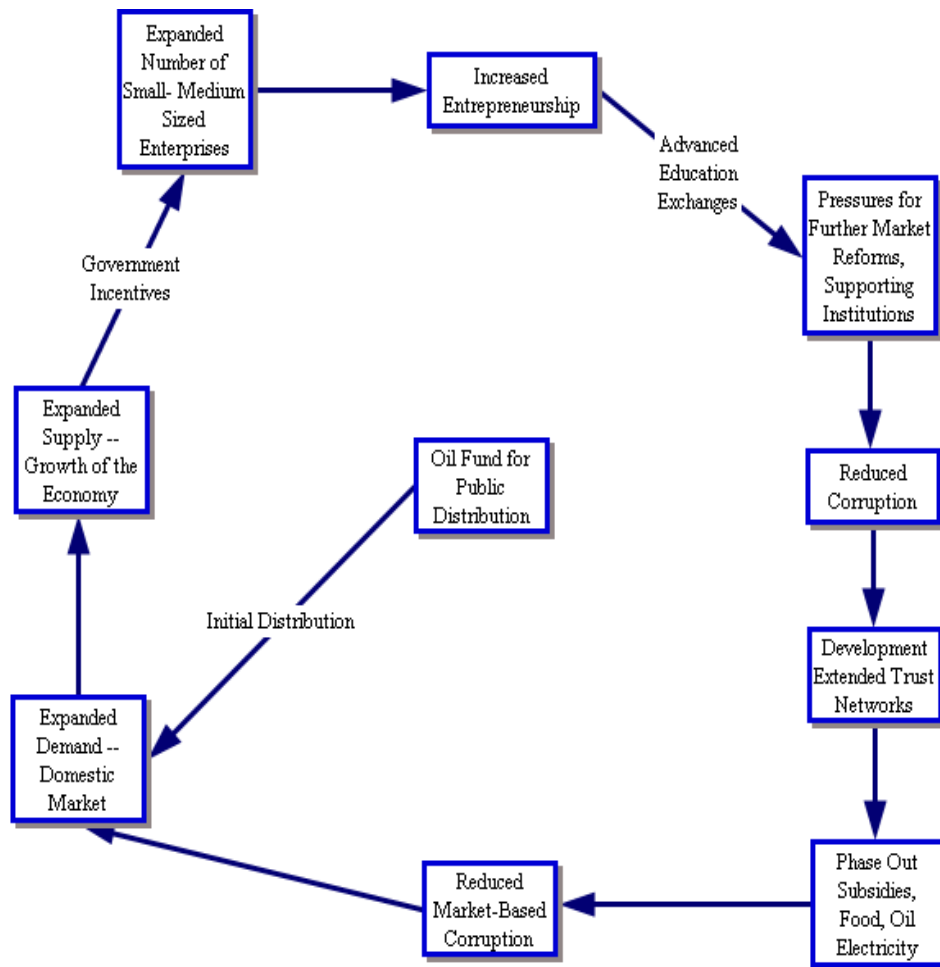 Expanded
Number of
Small- Medium
Sized
Enterprises
Increased
Entrepreneurship
Advanced
Education
Exchanges
Pressures for
Further Market
Reforms,
Supporting
Institutions
Government
Incentives
Expanded
Supply --
Growth of the
Economy
Oil Fund for
Public
Distribution
Reduced
Corruption
Initial Distribution
Development
Extended Trust
Networks
Expanded
Demand --
Domestic
Market
Reduced
Market-Based
Corruption
Phase Out
Subsidies,
Food, Oil
Electricity